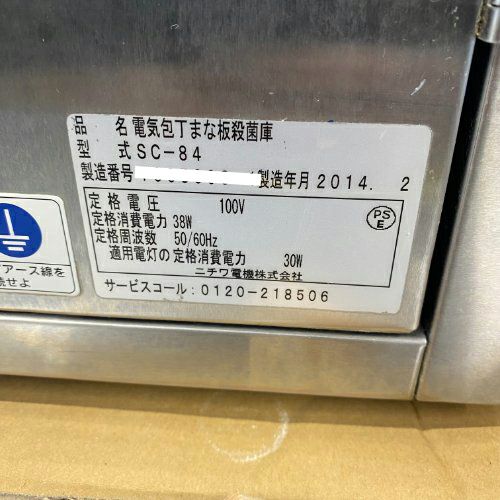 品 名 電気包丁まな板殺菌庫
型 式 SC-84
製造番号 製造年月 2014. 2
定格電圧 100V
定格消費電力 38W
定格周波数 50/60Hz
適用電灯の定格消費電力 30W
PS
E
ニチワ電機株式会社
サービスコール:0120-218506
アース線を
続せよ